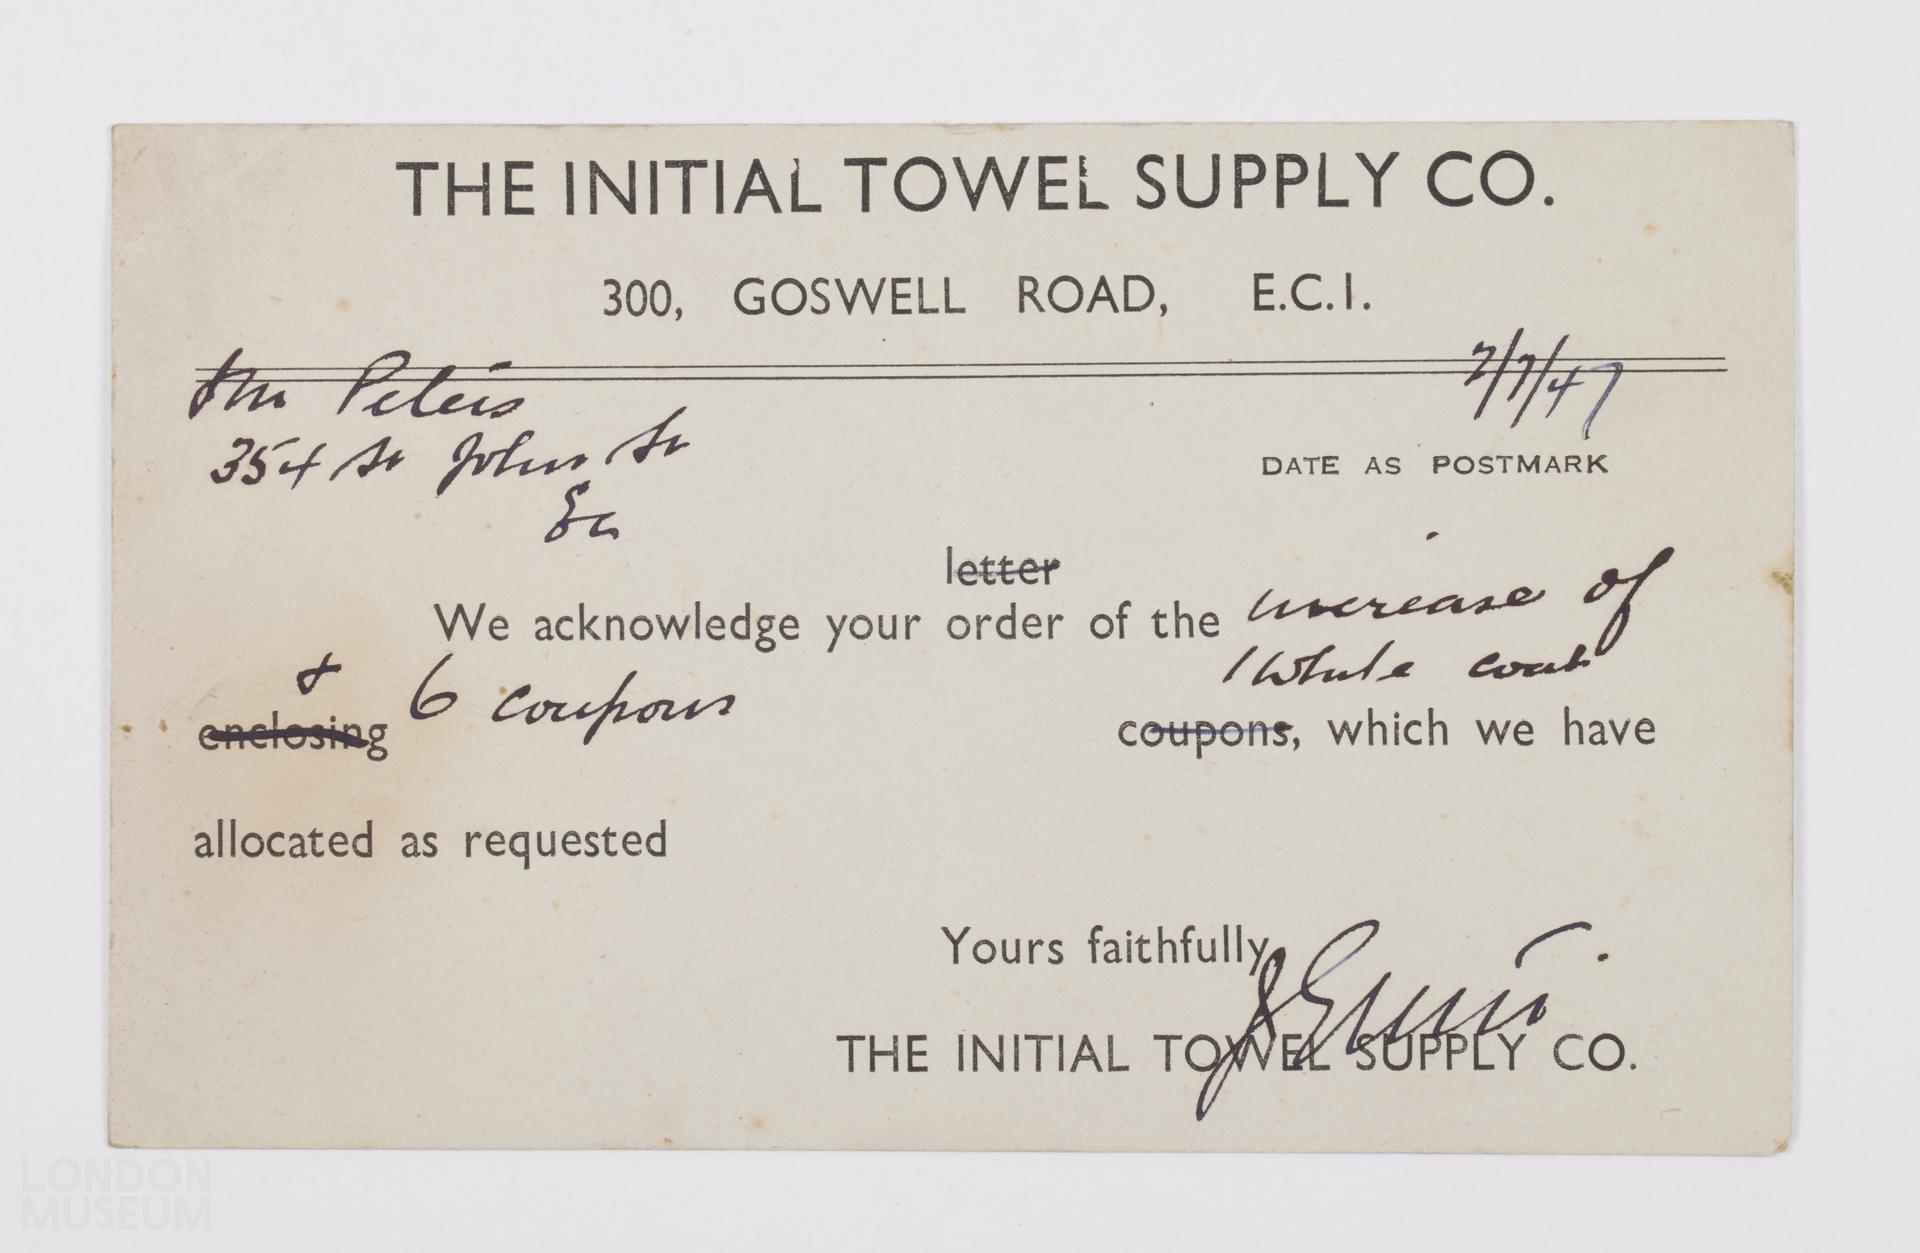 THE INITIAL TOWEL SUPPLY CO.
300, GOSWELL ROAD, E.C.1.
Mr Peters
7/7/47
354 St John St
Ec
DATE AS POSTMARK
letter
We acknowledge your order of the increase of
1 White coat
& 6 coupons
enclosing coupons, which we have
allocated as requested
Yours faithfully,
THE INITIAL TOWEL SUPPLY CO.
LONDON
MUSEUM